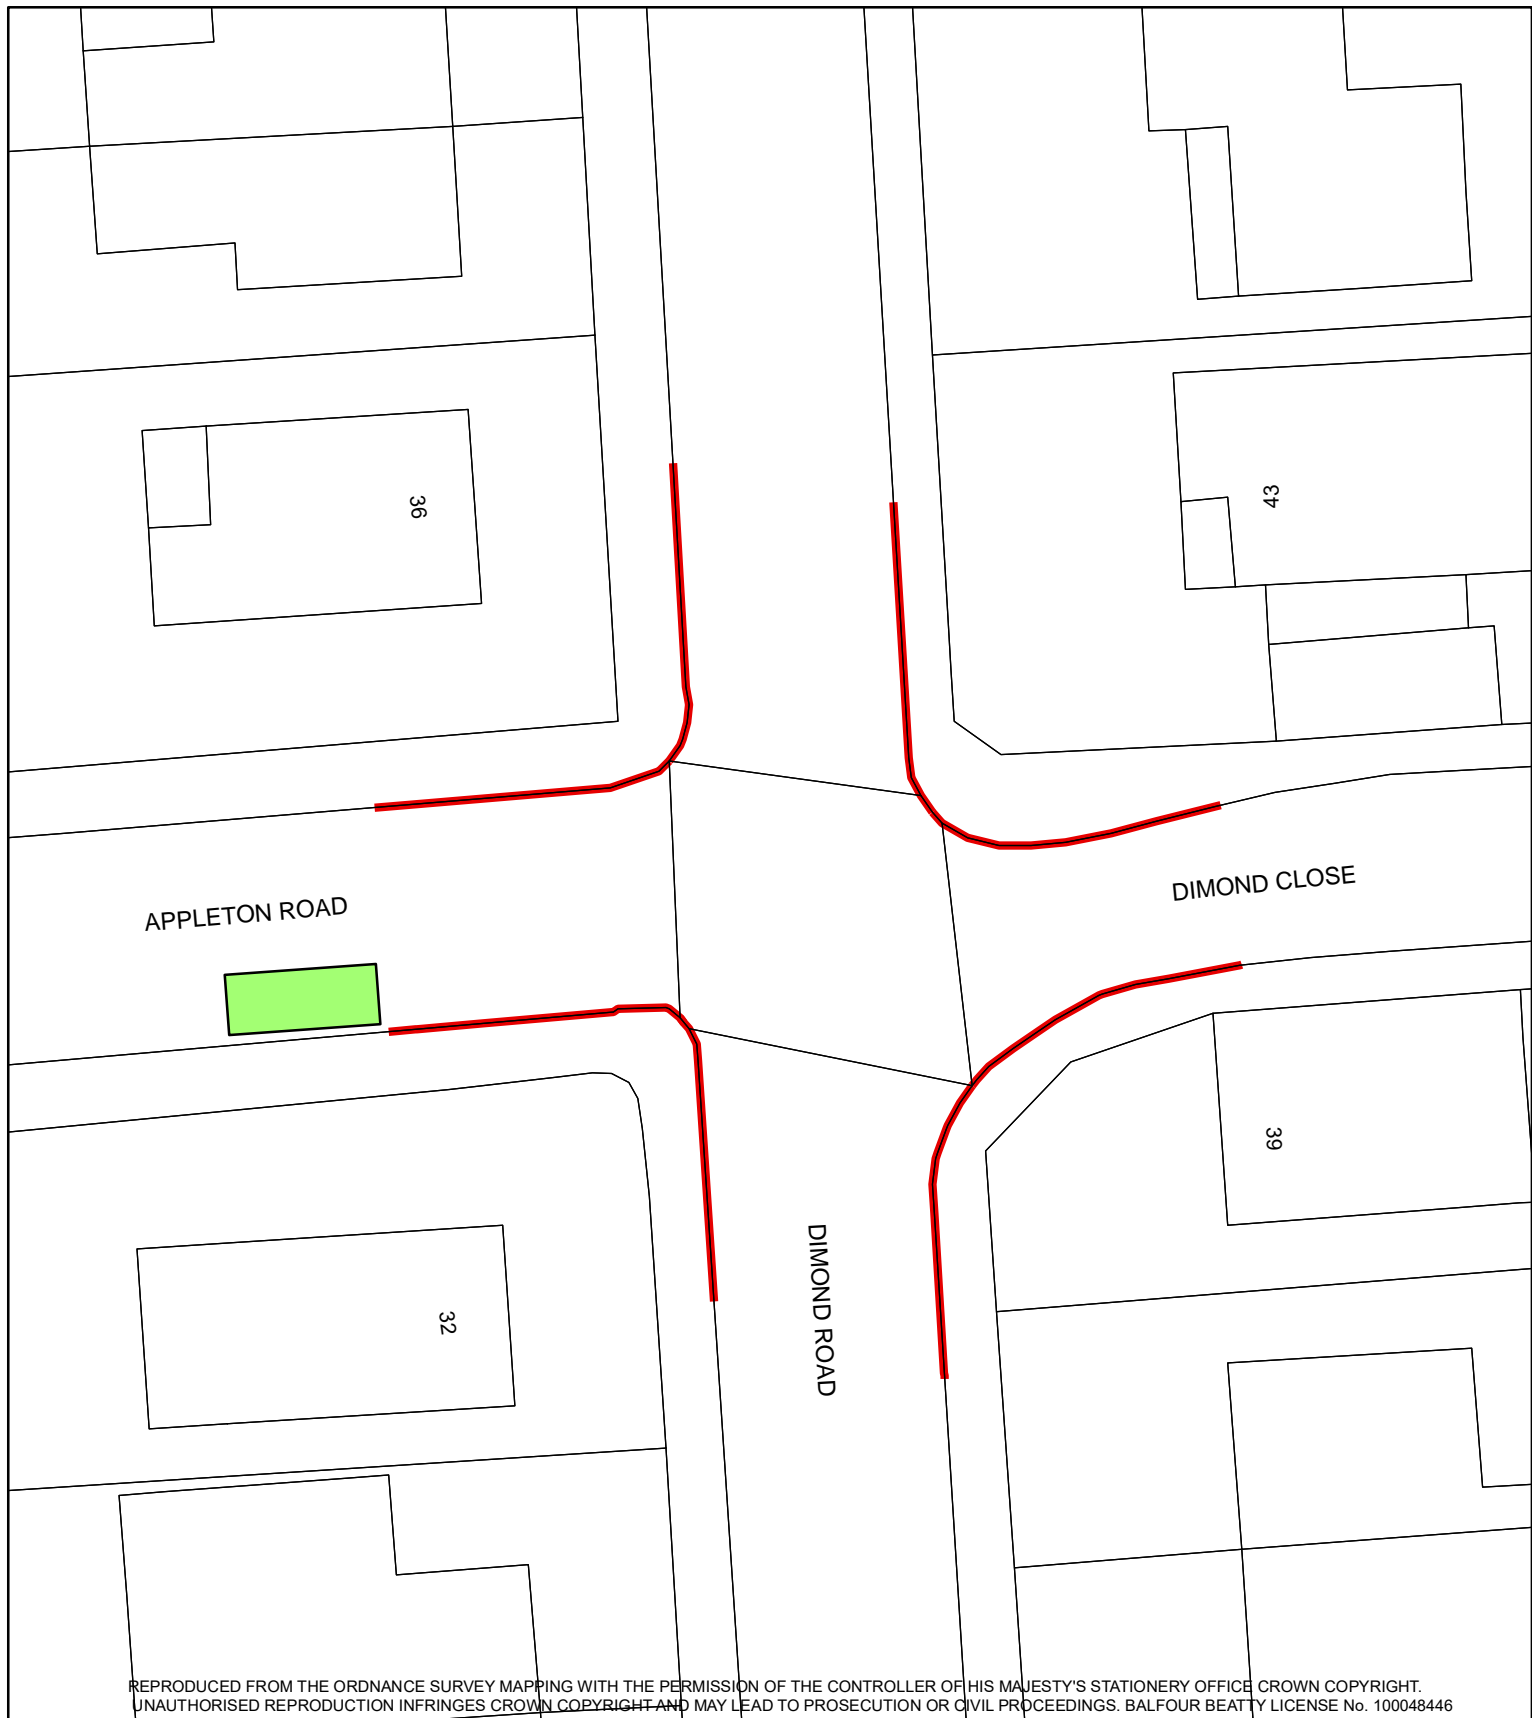 36
43
APPLETON ROAD
DIMOND CLOSE
39
DIMOND ROAD
32
REPRODUCED FROM THE ORDNANCE SURVEY MAPPING WITH THE PERMISSION OF THE CONTROLLER OF HIS MAJESTY'S STATIONERY OFFICE CROWN COPYRIGHT.
UNAUTHORISED REPRODUCTION INFRINGES CROWN COPYRIGHT AND MAY LEAD TO PROSECUTION OR CIVIL PROCEEDINGS. BALFOUR BEATTY LICENSE No. 100048446